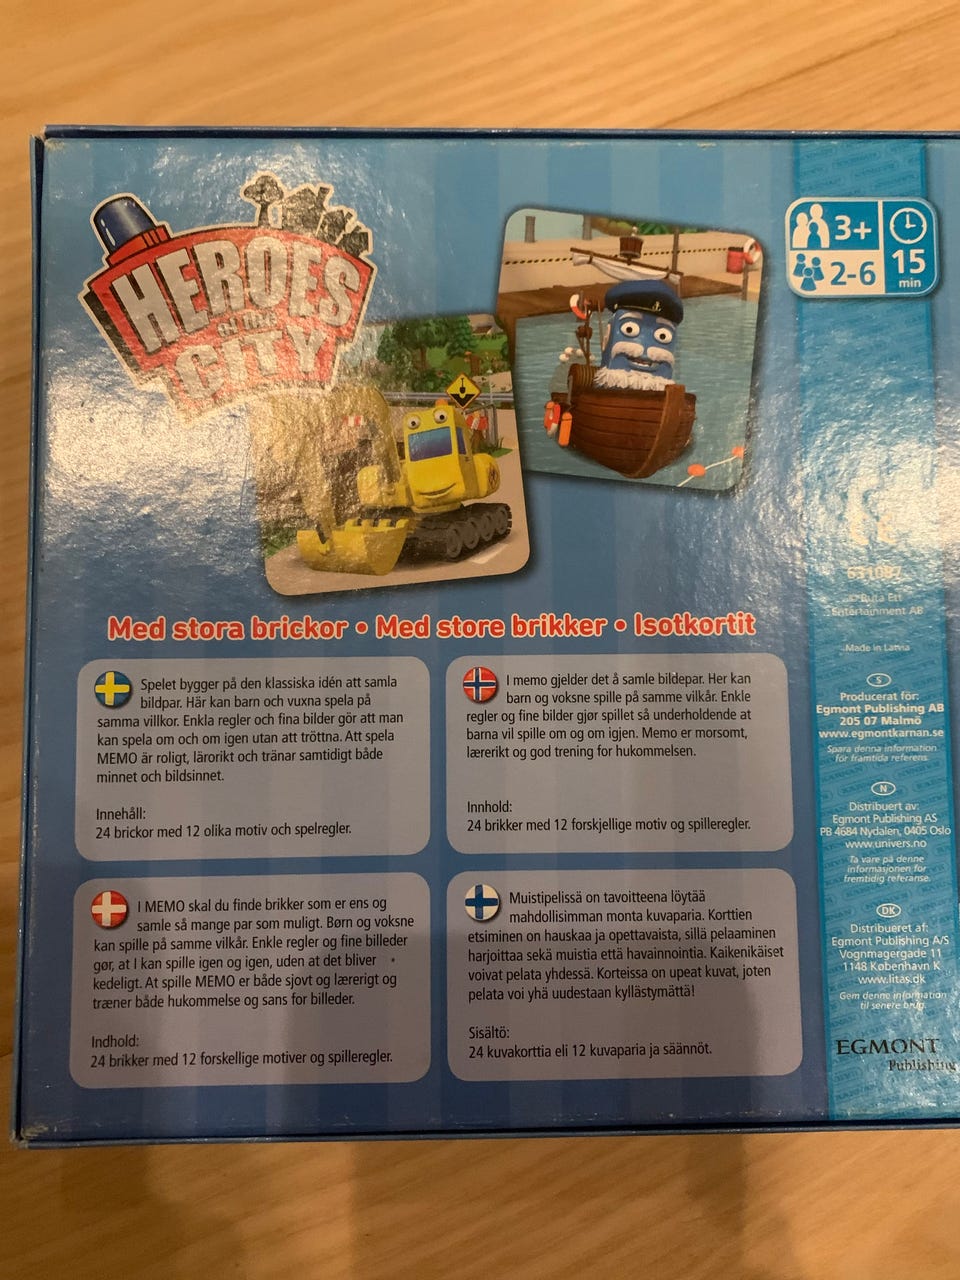 HEROES
of the
CITY
3+
2-6
15
min
Med stora brickor • Med store brikker • Isotkortit
Spelet bygger på den klassiska idén att samla
bildpar. Här kan barn och vuxna spela på
samma villkor. Enkla regler och fina bilder gör att man
kan spela om och om igen utan att tröttna. Att spela
MEMO är roligt, lärorikt och tränar samtidigt både
minnet och bildsinnet.
Innehåll:
24 brickor med 12 olika motiv och spelregler.
I memo gjelder det å samle bildepar. Her kan
barn og voksne spille på samme vilkår. Enkle
regler og fine bilder gjør spillet så underholdende at
barna vil spille om og om igjen. Memo er morsomt,
lærerikt og god trening for hukommelsen.
Innhold:
24 brikker med 12 forskjellige motiv og spilleregler.
I MEMO skal du finde brikker som er ens og
samle så mange par som muligt. Børn og voksne
kan spille på samme vilkår. Enkle regler og fine billeder
gør, at I kan spille igen og igen, uden at det bliver
kedeligt. At spille MEMO er både sjovt og lærerigt og
træner både hukommelse og sans for billeder.
Indhold:
24 brikker med 12 forskellige motiver og spilleregler.
Muistipelissä on tavoitteena löytää
mahdollisimman monta kuvaparia. Korttien
etsiminen on hauskaa ja opettavaista, sillä pelaaminen
harjoittaa sekä muistia että havainnointia. Kaikenikäiset
voivat pelata yhdessä. Korteissa on upeat kuvat, joten
pelata voi yhä uudestaan kyllästymättä!
Sisältö:
24 kuvakorttia eli 12 kuvaparia ja säännöt.
CE
Ruta Ett
Entertainment AB
Made in Latvia
S
Producerat för:
Egmont Publishing AB
205 07 Malmö
www.egmontkarnan.se
Spara denna information
för framtida referens.
N
Distribuert av:
Egmont Publishing AS
PB 4684 Nydalen, 0405 Oslo
www.univers.no
Ta vare på denne
informasjonen for
fremtidig referanse.
DK
Distribueret af:
Egmont Publishing A/S
Vognmagergade 11
1148 København K
www.litas.dk
Gem denne information
til senere brug.
EGMONT
Publishing